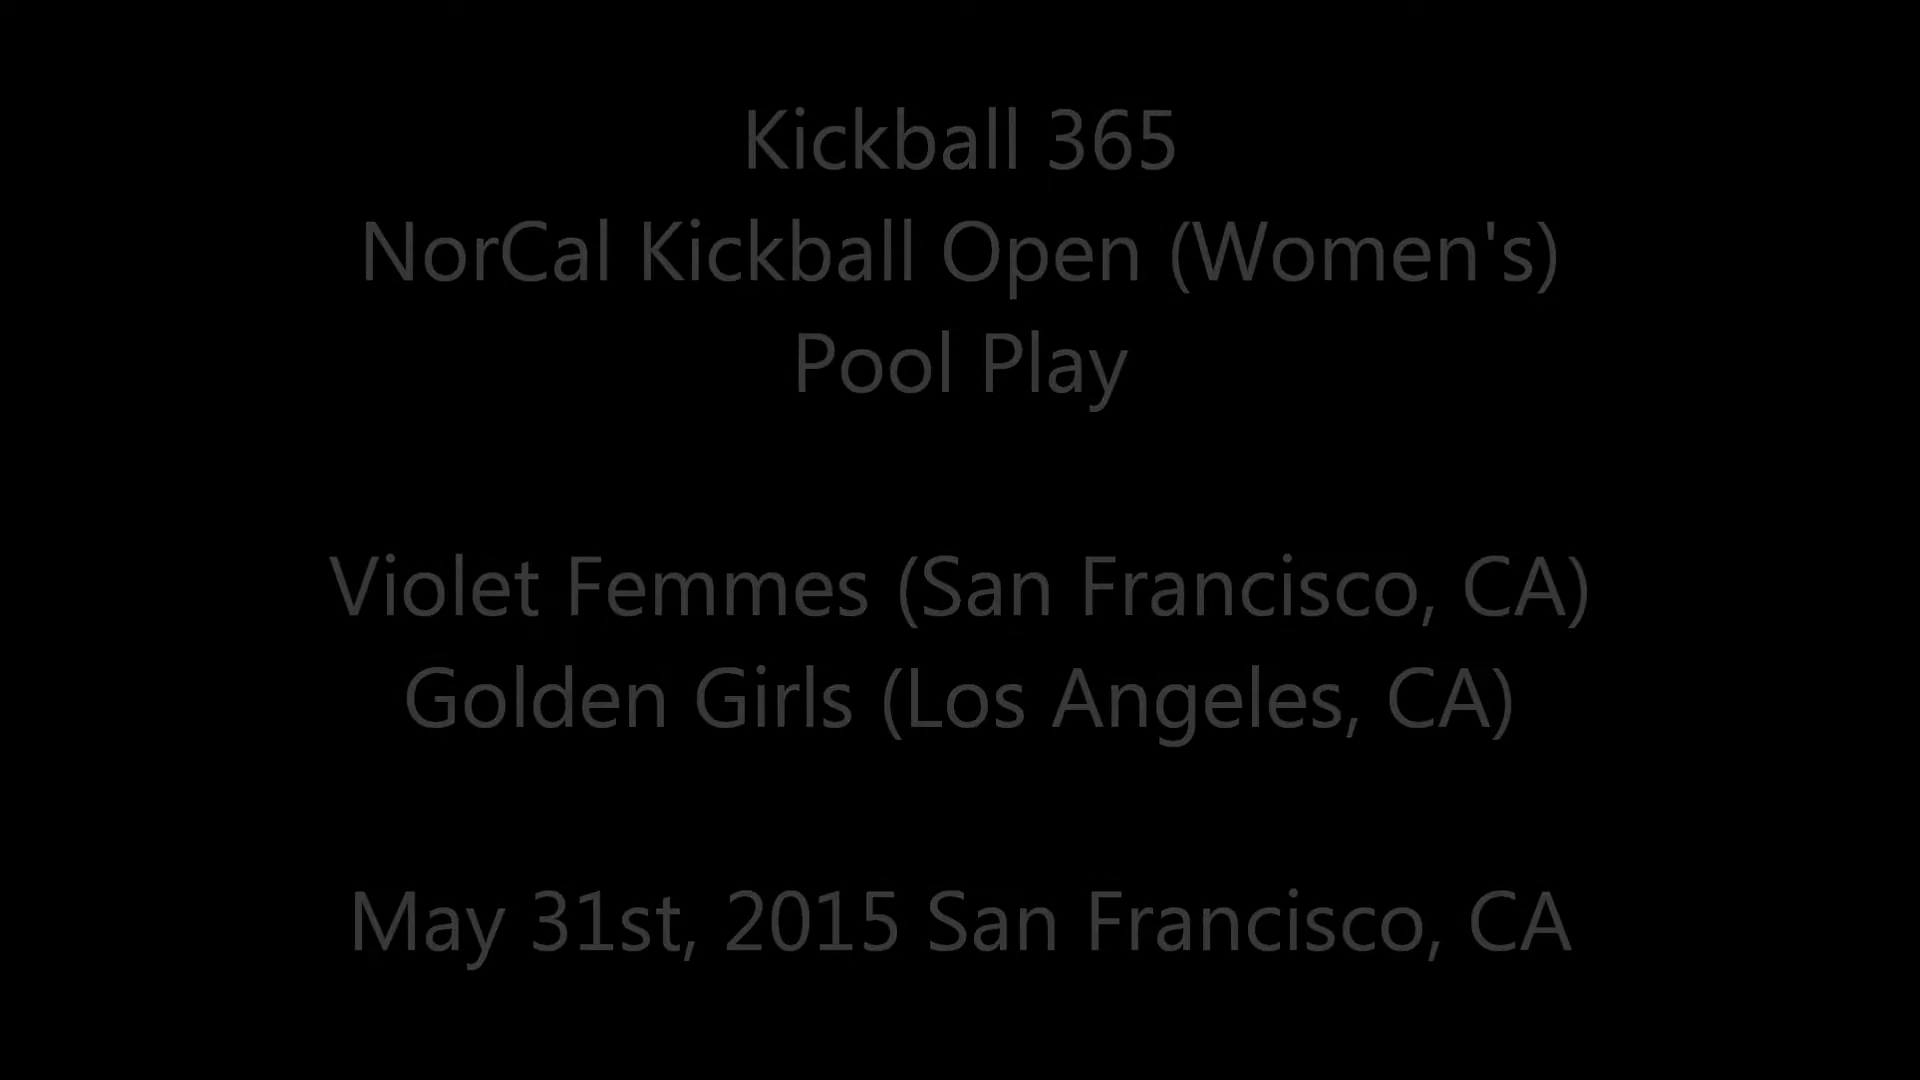 Kickball 365
NorCal Kickball Open (Women's)
Pool Play
Violet Femmes (San Francisco, CA)
Golden Girls (Los Angeles, CA)
May 31st, 2015 San Francisco, CA